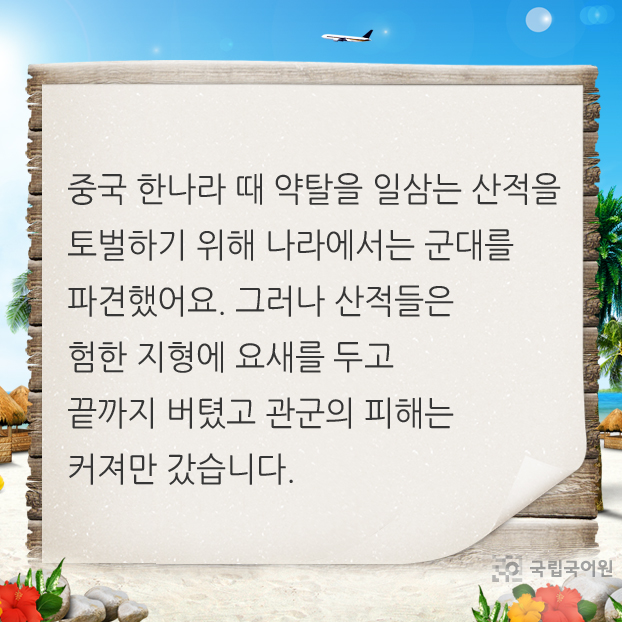 중국 한나라 때 약탈을 일삼는 산적을
토벌하기 위해 나라에서는 군대를
파견했어요. 그러나 산적들은
험한 지형에 요새를 두고
끝까지 버텼고 관군의 피해는
커져만 갔습니다.
국립국어원